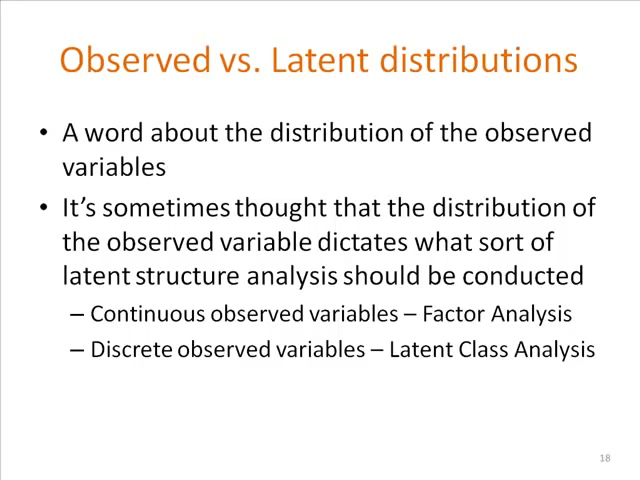 Observed vs. Latent distributions
• A word about the distribution of the observed
variables
• It's sometimes thought that the distribution of
the observed variable dictates what sort of
latent structure analysis should be conducted
– Continuous observed variables – Factor Analysis
– Discrete observed variables – Latent Class Analysis
18